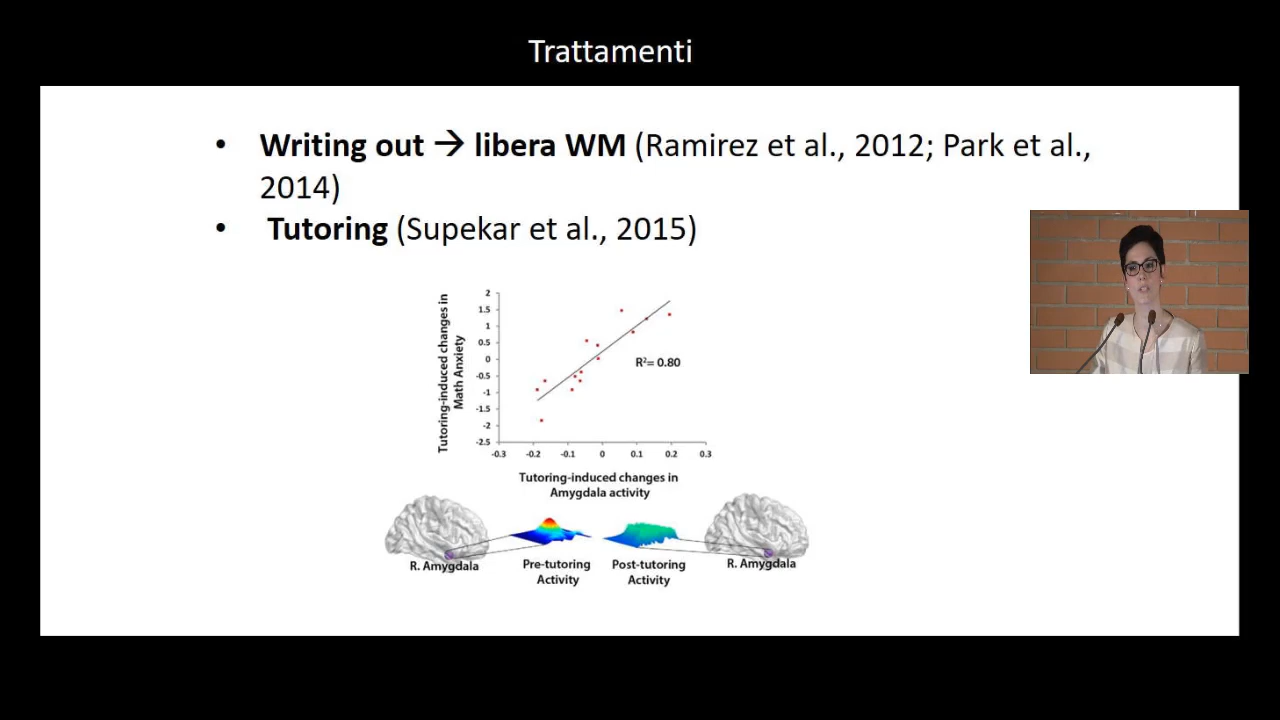 Trattamenti
• Writing out → libera WM (Ramirez et al., 2012; Park et al.,
2014)
• Tutoring (Supekar et al., 2015)
Tutoring-induced changes in
Math Anxiety
2
1.5
1
0.5
0
-0.5
-1
-1.5
-2
-2.5
R²= 0.80
-0.3 -0.2 -0.1 0 0.1 0.2 0.3
Tutoring-induced changes in
Amygdala activity
R. Amygdala
Pre-tutoring
Activity
Post-tutoring
Activity
R. Amygdala